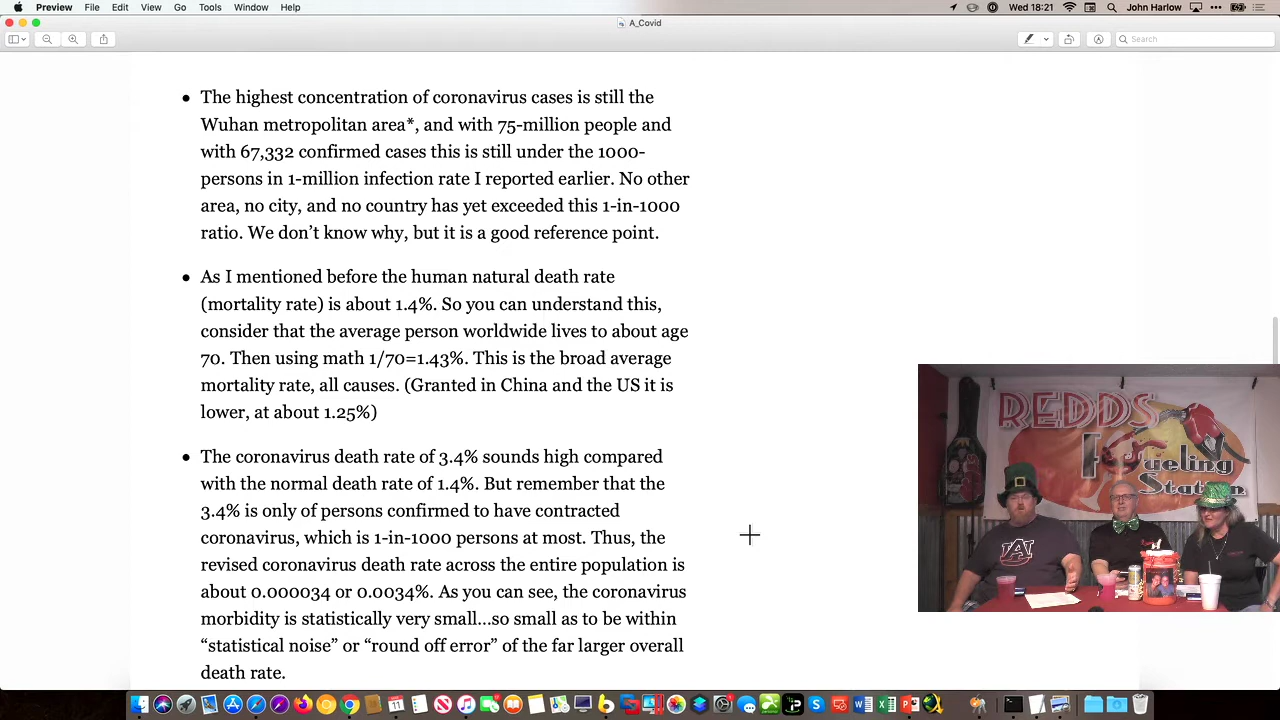 Preview File Edit View Go Tools Window Help
Wed 18:21 John Harlow
A_Covid
Search
• The highest concentration of coronavirus cases is still the
Wuhan metropolitan area*, and with 75-million people and
with 67,332 confirmed cases this is still under the 1000-
persons in 1-million infection rate I reported earlier. No other
area, no city, and no country has yet exceeded this 1-in-1000
ratio. We don’t know why, but it is a good reference point.
• As I mentioned before the human natural death rate
(mortality rate) is about 1.4%. So you can understand this,
consider that the average person worldwide lives to about age
70. Then using math 1/70=1.43%. This is the broad average
mortality rate, all causes. (Granted in China and the US it is
lower, at about 1.25%)
• The coronavirus death rate of 3.4% sounds high compared
with the normal death rate of 1.4%. But remember that the
3.4% is only of persons confirmed to have contracted
coronavirus, which is 1-in-1000 persons at most. Thus, the
revised coronavirus death rate across the entire population is
about 0.000034 or 0.0034%. As you can see, the coronavirus
morbidity is statistically very small...so small as to be within
“statistical noise” or “round off error” of the far larger overall
death rate.
REDDS
Fueling
Station
AU